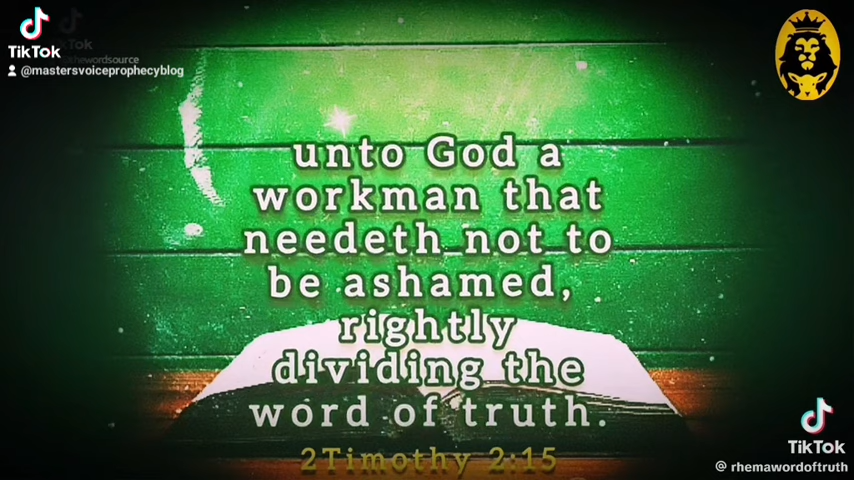 TikTok
@mastersvoiceprophecyblog
unto God a
workman that
needeth not to
be ashamed,
rightly
dividing the
word of truth.
2Timothy 2:15
TikTok
@ rhemawordoftruth